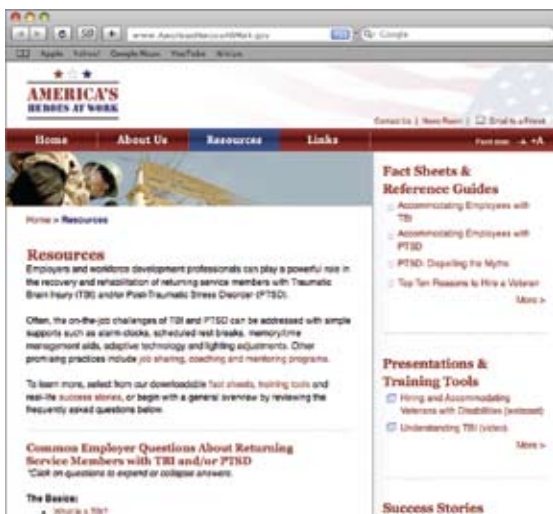 Google
Apple Yahoo! Google Maps YouTube
AMERICA'S
HEROES AT WORK
Contact Us | News Room | Email to a Friend
Home About Us Resources Links
Font size: -A +A
Home > Resources
Resources
Employers and workforce development professionals can play a powerful role in
the recovery and rehabilitation of returning service members with Traumatic
Brain Injury (TBI) and/or Post-Traumatic Stress Disorder (PTSD).
Often, the on-the-job challenges of TBI and PTSD can be addressed with simple
supports such as alarm clocks, scheduled rest breaks, memory/time
management aids, adaptive technology and lighting adjustments. Other
promising practices include job sharing, coaching and mentoring programs.
To learn more, select from our downloadable fact sheets, training tools and
real-life success stories, or begin with a general overview by reviewing the
frequently asked questions below.
Common Employer Questions About Returning
Service Members with TBI and/or PTSD
*Click on questions to expand or collapse answers.
The Basics:
What is a TBI?
Fact Sheets &
Reference Guides
Accommodating Employees with
TBI
Accommodating Employees with
PTSD
PTSD: Dispelling the Myths
Top Ten Reasons to Hire a Veteran
More >
Presentations &
Training Tools
Hiring and Accommodating
Veterans with Disabilities (webcast)
Understanding TBI (video)
More >
Success Stories